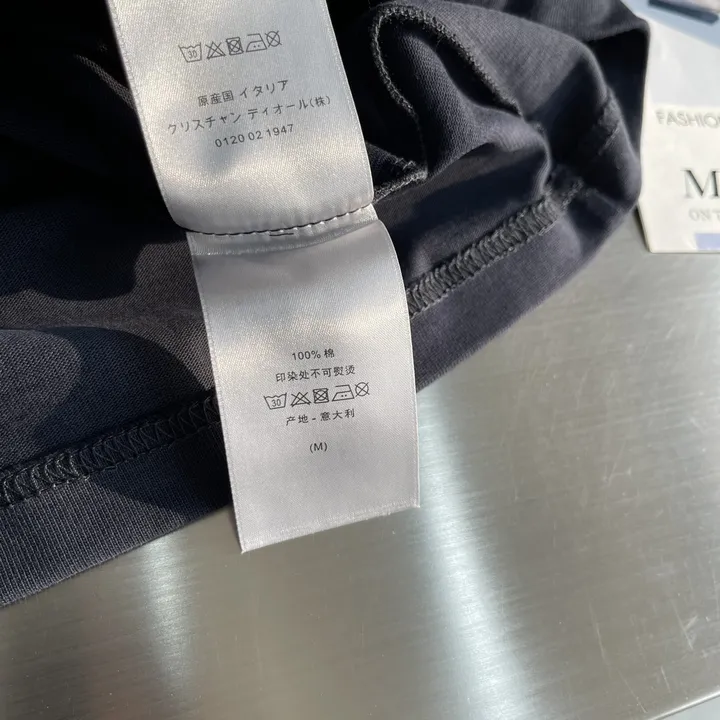 30
原産国 イタリア
クリスチャン ディオール(株)
0120 02 1947
100% 棉
印染处不可熨烫
30
产地 - 意大利
(M)
FASHIO
M
ON T